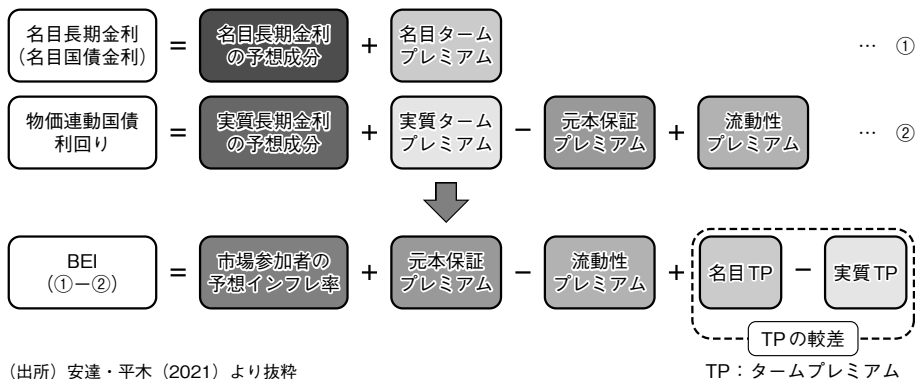 名目長期金利
(名目国債金利)
=
名目長期金利
の予想成分
+
名目ターム
プレミアム
… ①
物価連動国債
利回り
=
実質長期金利
の予想成分
+
実質ターム
プレミアム
−
元本保証
プレミアム
+
流動性
プレミアム
… ②
BEI
(①−②)
=
市場参加者の
予想インフレ率
+
元本保証
プレミアム
−
流動性
プレミアム
+
名目TP
−
実質TP
TPの較差
(出所)安達・平木(2021)より抜粋
TP:タームプレミアム